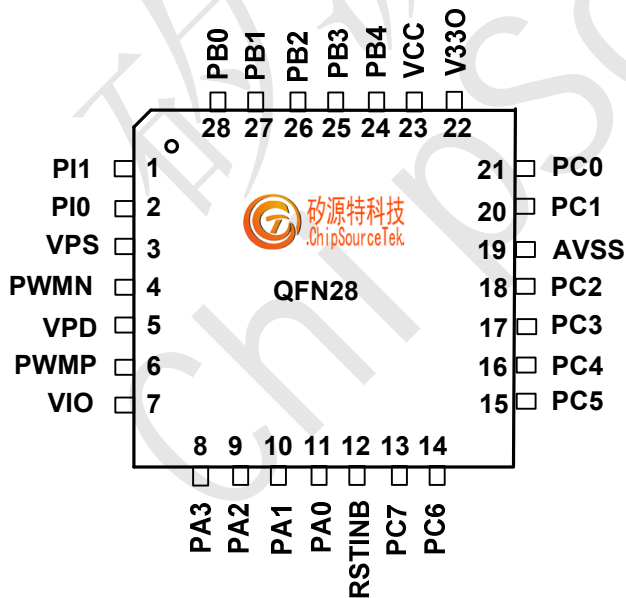 PB0
PB1
PB2
PB3
PB4
VCC
V33O
28 27 26 25 24 23 22
PI1 1
PI0 2
VPS 3
PWMN 4
VPD 5
PWMP 6
VIO 7
21 PC0
20 PC1
19 AVSS
18 PC2
17 PC3
16 PC4
15 PC5
矽源特科技
ChipSourceTek
QFN28
8 9 10 11 12 13 14
PA3
PA2
PA1
PA0
RSTINB
PC7
PC6